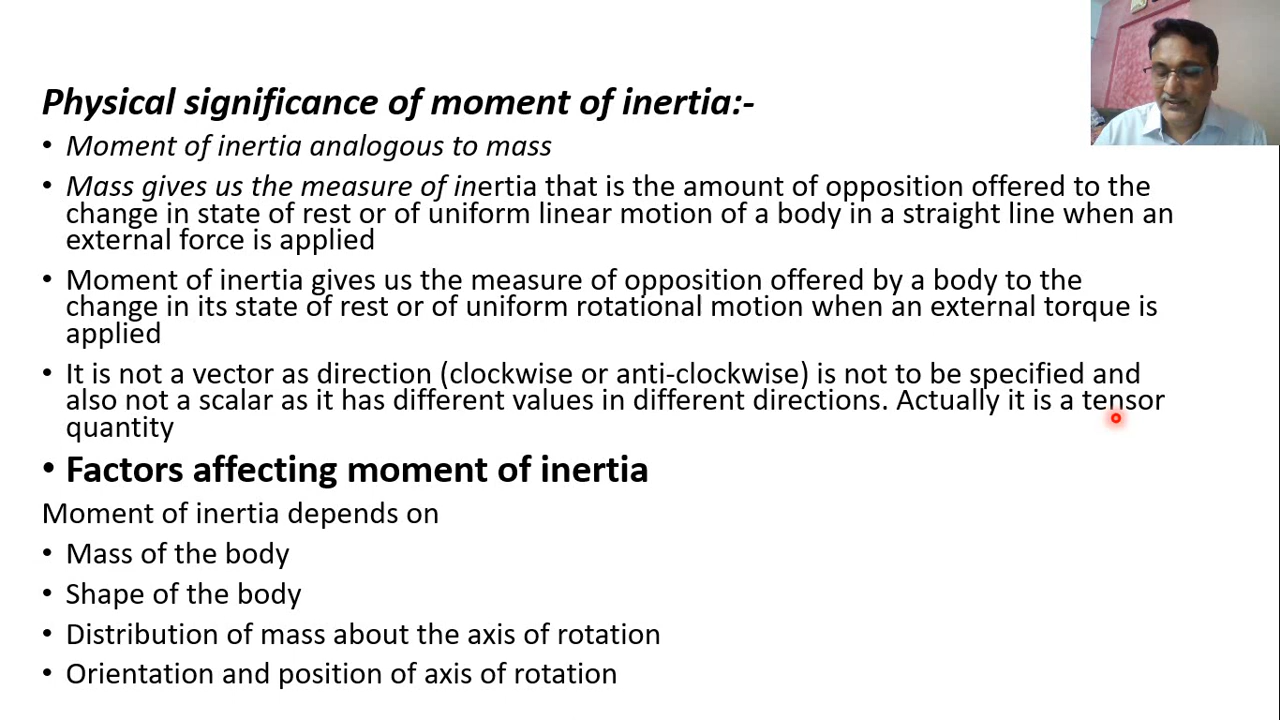 Physical significance of moment of inertia:-
• Moment of inertia analogous to mass
• Mass gives us the measure of inertia that is the amount of opposition offered to the
change in state of rest or of uniform linear motion of a body in a straight line when an
external force is applied
• Moment of inertia gives us the measure of opposition offered by a body to the
change in its state of rest or of uniform rotational motion when an external torque is
applied
• It is not a vector as direction (clockwise or anti-clockwise) is not to be specified and
also not a scalar as it has different values in different directions. Actually it is a tensor
quantity
• Factors affecting moment of inertia
Moment of inertia depends on
• Mass of the body
• Shape of the body
• Distribution of mass about the axis of rotation
• Orientation and position of axis of rotation